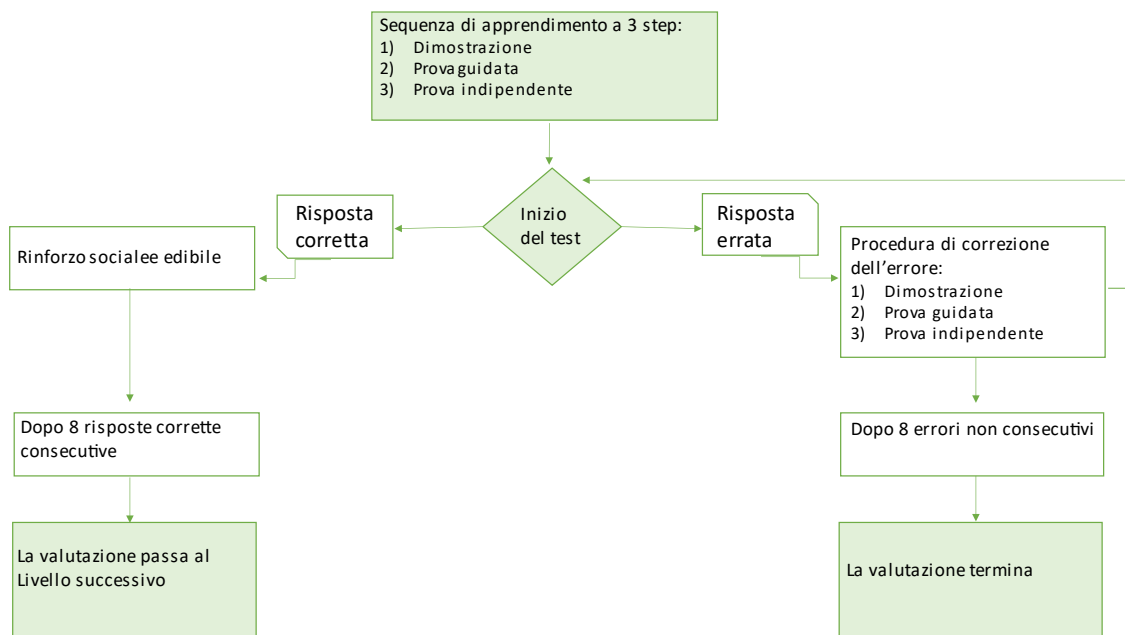 Sequenza di apprendimento a 3 step:
1) Dimostrazione
2) Prova guidata
3) Prova indipendente
Inizio
del test
Risposta
corretta
Rinforzo socialee edibile
Dopo 8 risposte corrette
consecutive
La valutazione passa al
Livello successivo
Risposta
errata
Procedura di correzione
dell'errore:
1) Dimostrazione
2) Prova guidata
3) Prova indipendente
Dopo 8 errori non consecutivi
La valutazione termina